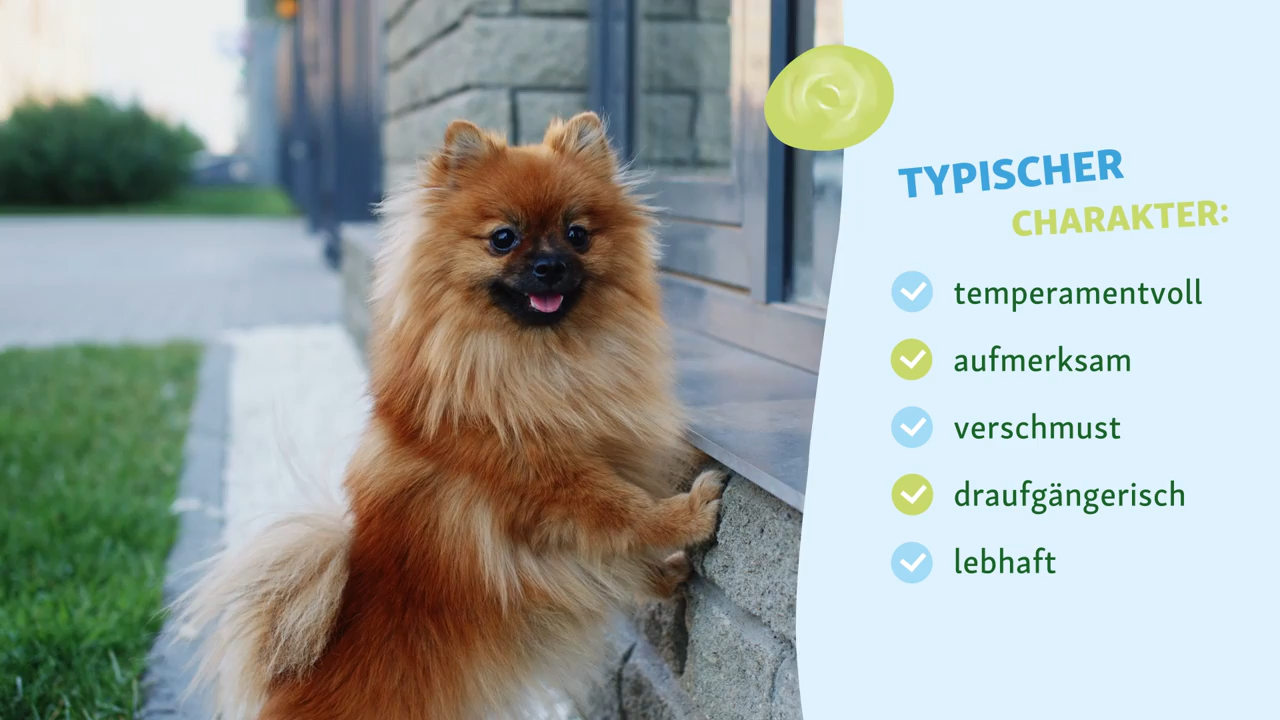 TYPISCHER
CHARAKTER:
temperamentvoll
aufmerksam
verschmust
draufgängerisch
lebhaft